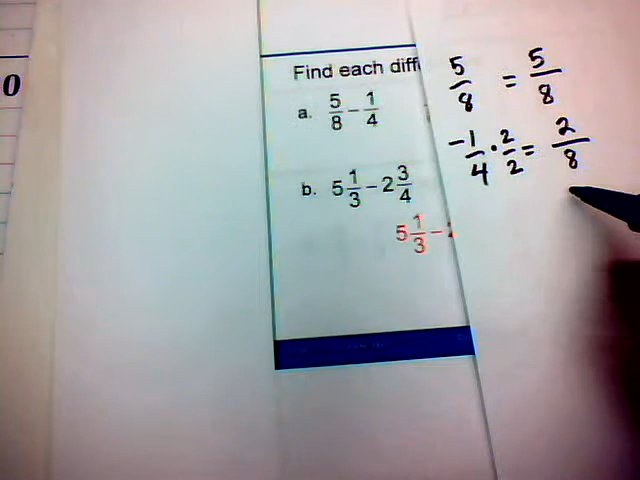 0
Find each diff
a. 5/8 - 1/4
b. 5 1/3 - 2 3/4
5 1/3 -
5/8 = 5/8
-1/4 · 2/2 = 2/8